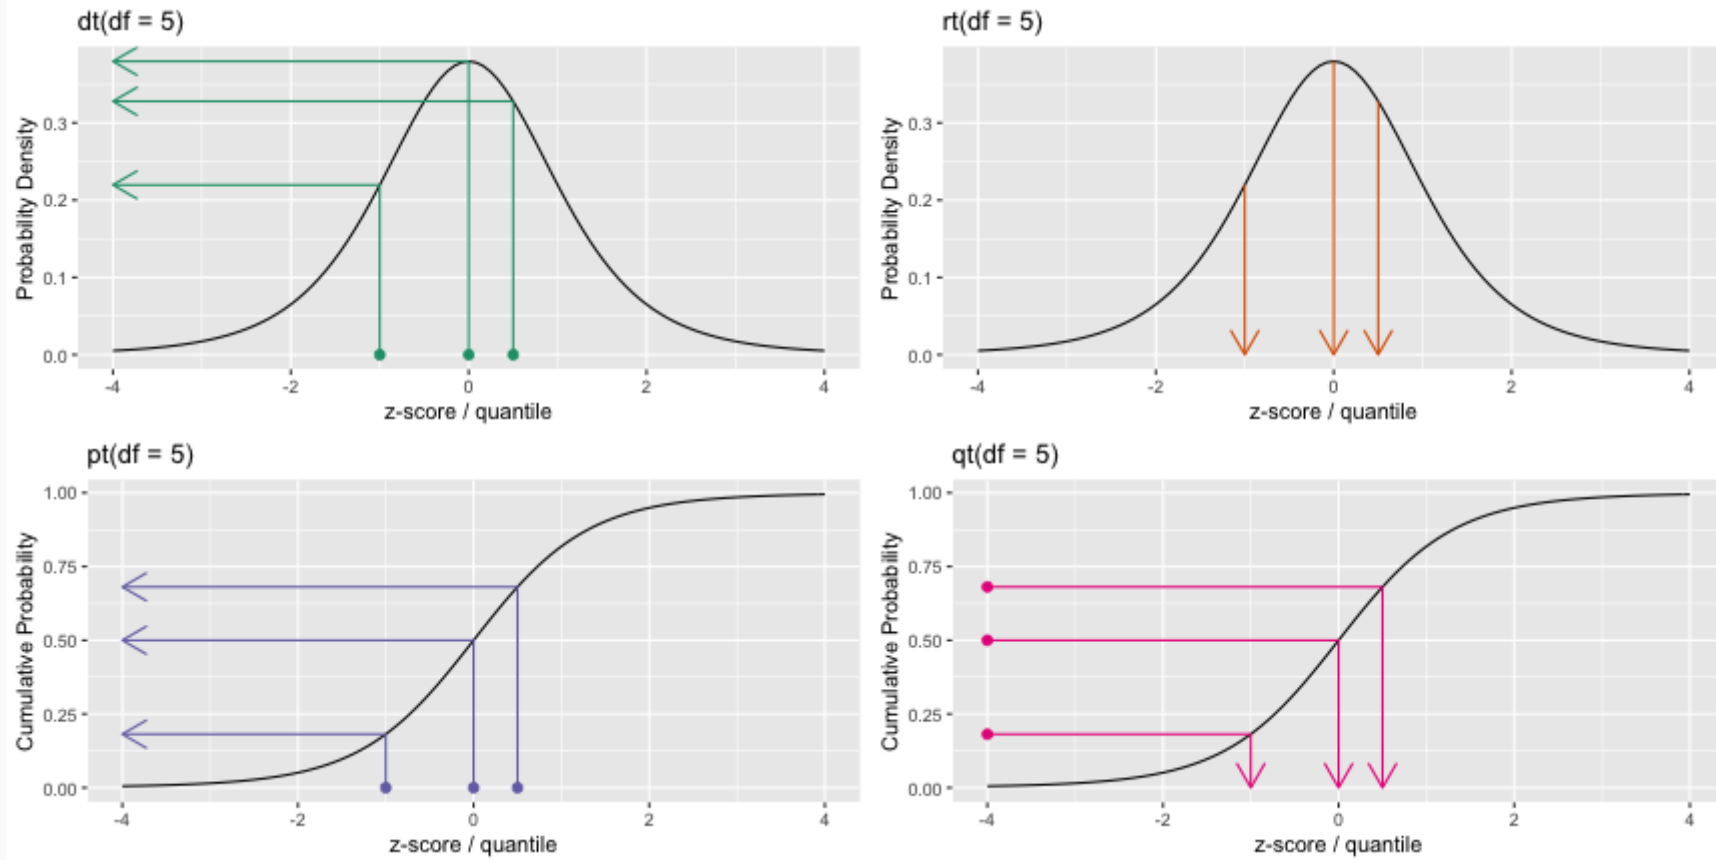 dt(df = 5)
Probability Density
0.3
0.2
0.1
0.0
-4 -2 0 2 4
z-score / quantile
rt(df = 5)
Probability Density
0.3
0.2
0.1
0.0
-4 -2 0 2 4
z-score / quantile
pt(df = 5)
Cumulative Probability
1.00
0.75
0.50
0.25
0.00
-4 -2 0 2 4
z-score / quantile
qt(df = 5)
Cumulative Probability
1.00
0.75
0.50
0.25
0.00
-4 -2 0 2 4
z-score / quantile